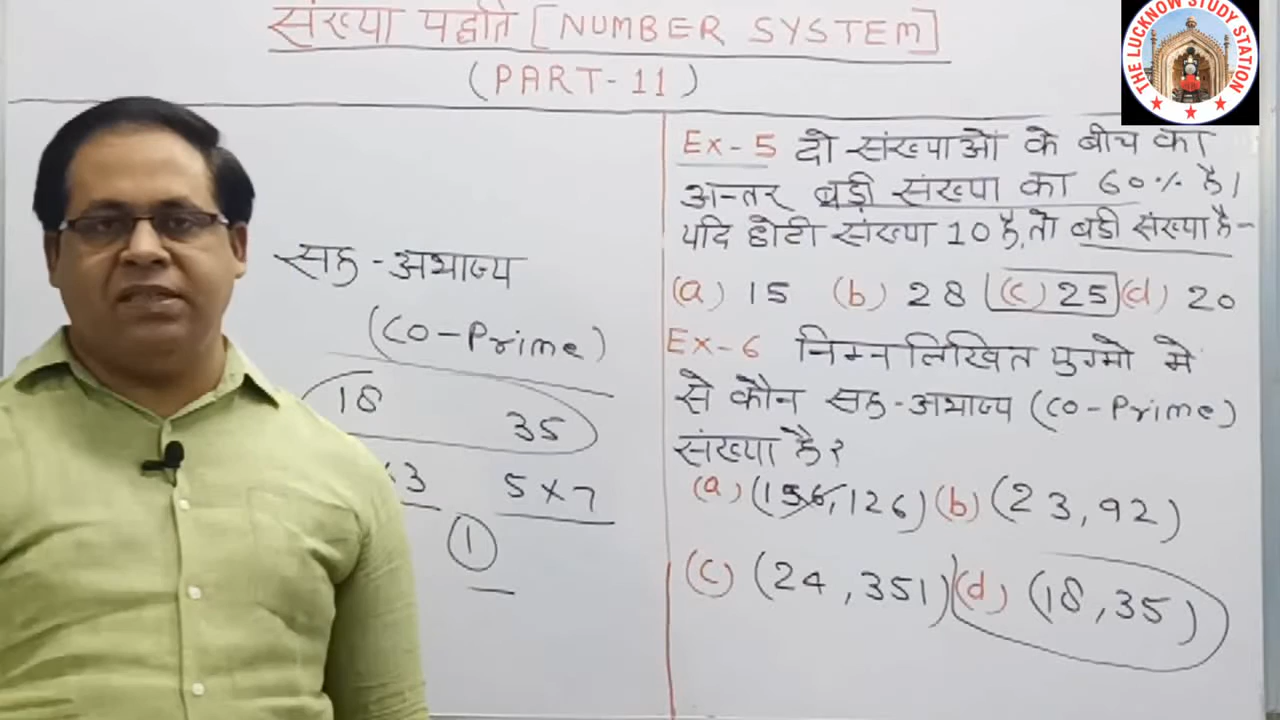 संख्या पद्धति [NUMBER SYSTEM]
(PART-11)
THE LUCKNOW STUDY STATION
सह-अभाज्य
(Co-Prime)
18 35
3 5×7
1
Ex-5 दो संख्याओं के बीच का
अन्तर बड़ी संख्या का 60% है।
यदि छोटी संख्या 10 है, तो बड़ी संख्या है-
(a) 15 (b) 28 (c) 25 (d) 20
Ex-6 निम्नलिखित युग्मो मे
से कौन सह-अभाज्य (Co-Prime)
संख्या है?
(a) (156,126) (b) (23,92)
(c) (24,351) (d) (18,35)